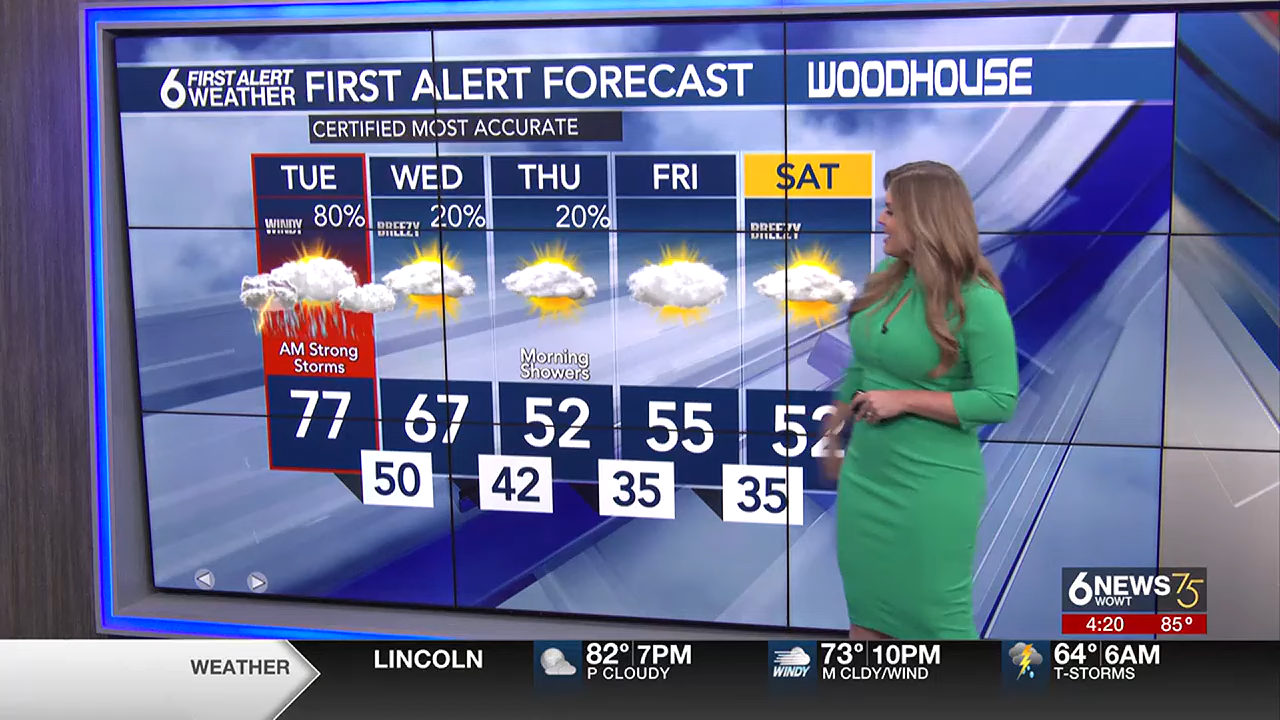 6 FIRST ALERT WEATHER FIRST ALERT FORECAST WOODHOUSE
CERTIFIED MOST ACCURATE
TUE WED THU FRI SAT
WINDY 80% BREEZY 20% 20% BREEZY
AM Strong
Storms
Morning
Showers
77 67 52 55 52
50 42 35 35
6 NEWS 75
WOWT
4:20 85°
WEATHER
LINCOLN
82° 7PM
P CLOUDY
WINDY
73° 10PM
M CLDY/WIND
64° 6AM
T-STORMS